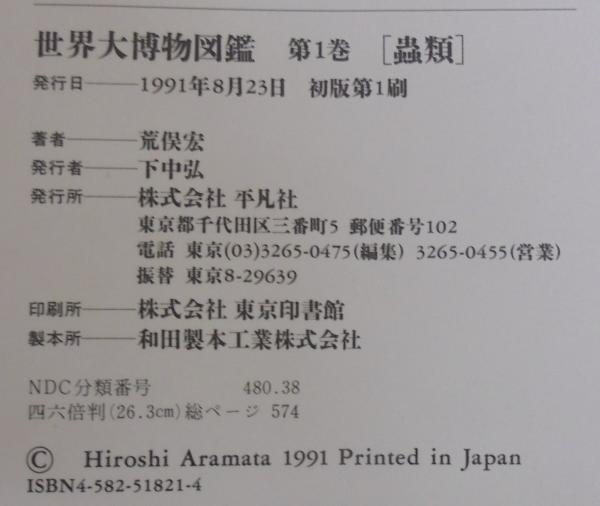 世界大博物図鑑 第1巻 [蟲類]
発行日──1991年8月23日 初版第1刷
著者──荒俣宏
発行者──下中弘
発行所──株式会社 平凡社
東京都千代田区三番町5 郵便番号102
電話 東京(03)3265-0475(編集) 3265-0455(営業)
振替 東京8-29639
印刷所──株式会社 東京印書館
製本所──和田製本工業株式会社
NDC分類番号 480.38
四六倍判(26.3cm)総ページ 574
© Hiroshi Aramata 1991 Printed in Japan
ISBN4-582-51821-4